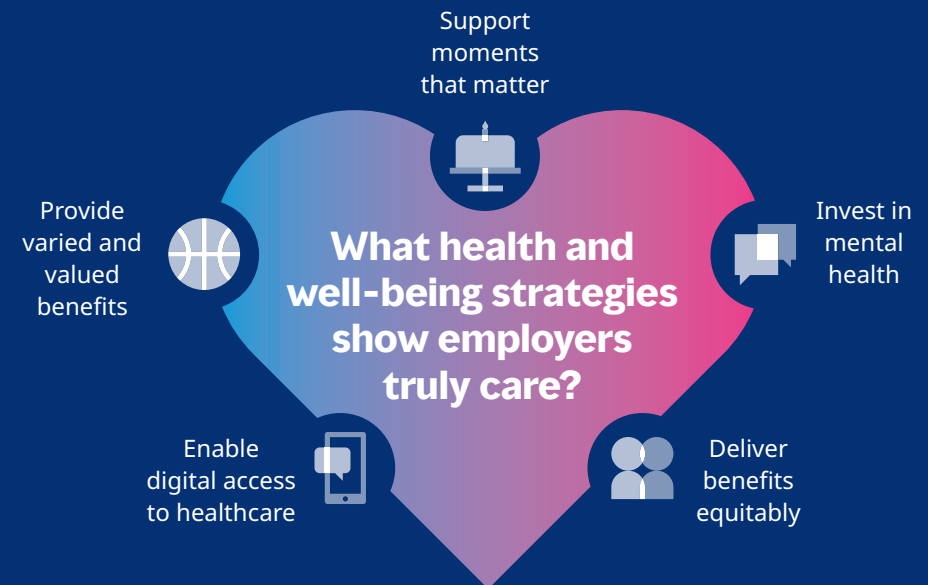 Support
moments
that matter
Provide
varied and
valued
benefits
What health and
well-being strategies
show employers
truly care?
Invest in
mental
health
Enable
digital access
to healthcare
Deliver
benefits
equitably